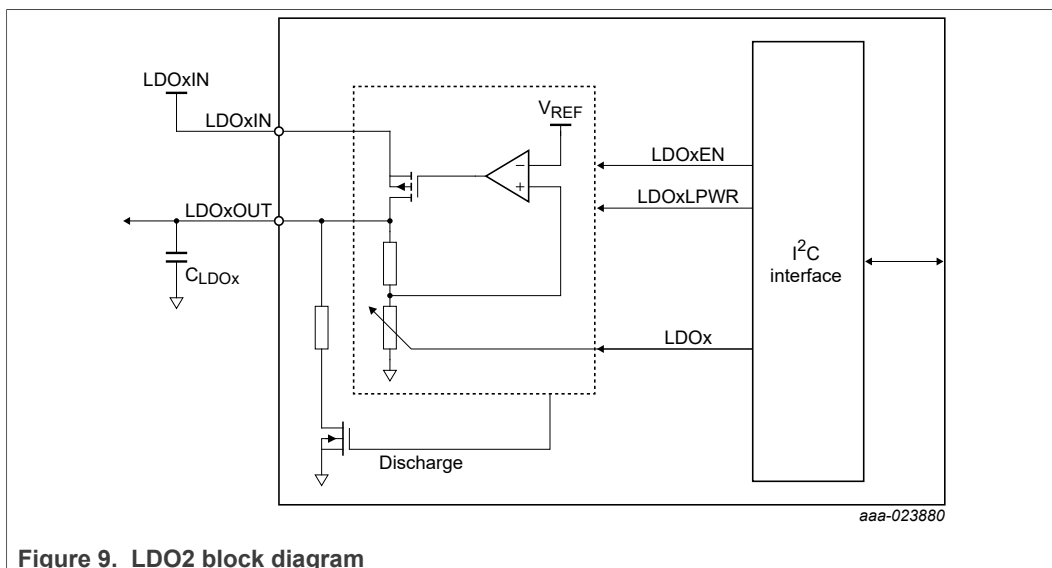 LDOxIN
LDOxIN
VREF
LDOxEN
LDOxLPWR
LDOxOUT
CLDOx
I2C
interface
LDOx
Discharge
aaa-023880
Figure 9. LDO2 block diagram